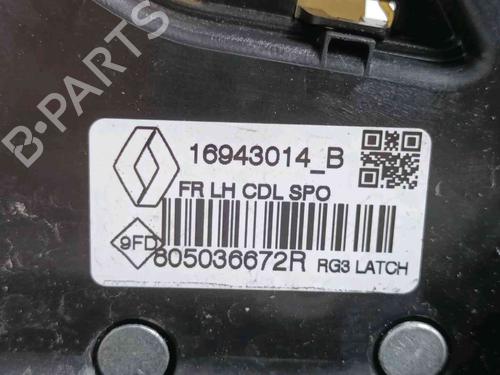 B-PARTS
16943014_B
FR LH CDL SPO
9FD
805036672R RG3 LATCH